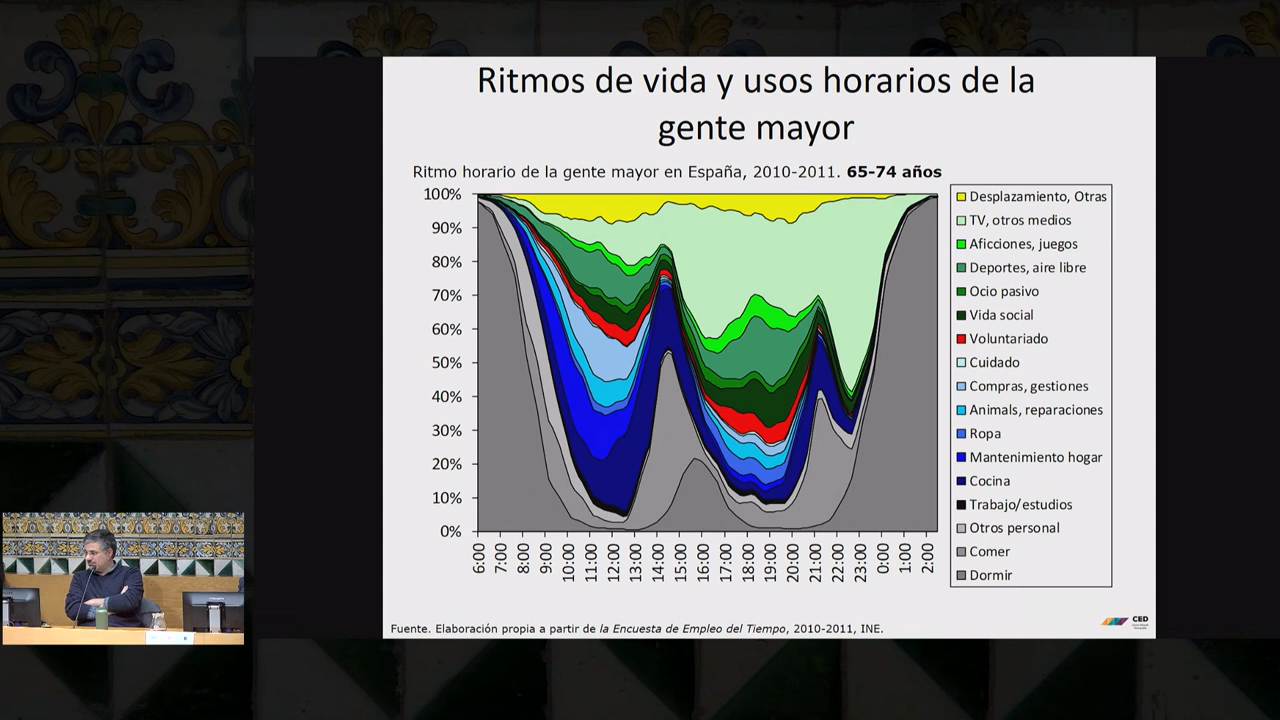 Ritmos de vida y usos horarios de la
gente mayor
Ritmo horario de la gente mayor en España, 2010-2011. 65-74 años
100%
90%
80%
70%
60%
50%
40%
30%
20%
10%
0%
6:00
7:00
8:00
9:00
10:00
11:00
12:00
13:00
14:00
15:00
16:00
17:00
18:00
19:00
20:00
21:00
22:00
23:00
0:00
1:00
2:00
Desplazamiento, Otras
TV, otros medios
Aficciones, juegos
Deportes, aire libre
Ocio pasivo
Vida social
Voluntariado
Cuidado
Compras, gestiones
Animals, reparaciones
Ropa
Mantenimiento hogar
Cocina
Trabajo/estudios
Otros personal
Comer
Dormir
Fuente. Elaboración propia a partir de la Encuesta de Empleo del Tiempo, 2010-2011, INE.
CED